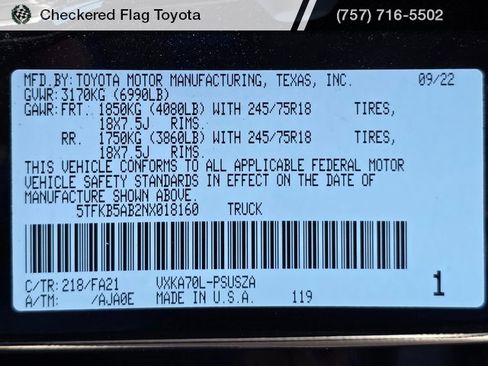 Checkered Flag Toyota (757) 716-5502
MFD.BY:TOYOTA MOTOR MANUFACTURING, TEXAS, INC. 09/22
GVWR:3170KG (6990LB)
GAWR:FRT. 1850KG (4080LB) WITH 245/75R18 TIRES,
18X7.5J RIMS.
RR. 1750KG (3860LB) WITH 245/75R18 TIRES,
18X7.5J RIMS.
THIS VEHICLE CONFORMS TO ALL APPLICABLE FEDERAL MOTOR
VEHICLE SAFETY STANDARDS IN EFFECT ON THE DATE OF
MANUFACTURE SHOWN ABOVE.
5TFKB5AB2NX018160 TRUCK
C/TR:218/FA21 VXKA70L-PSUSZA
A/TM: /AJA0E MADE IN U.S.A. 119 1